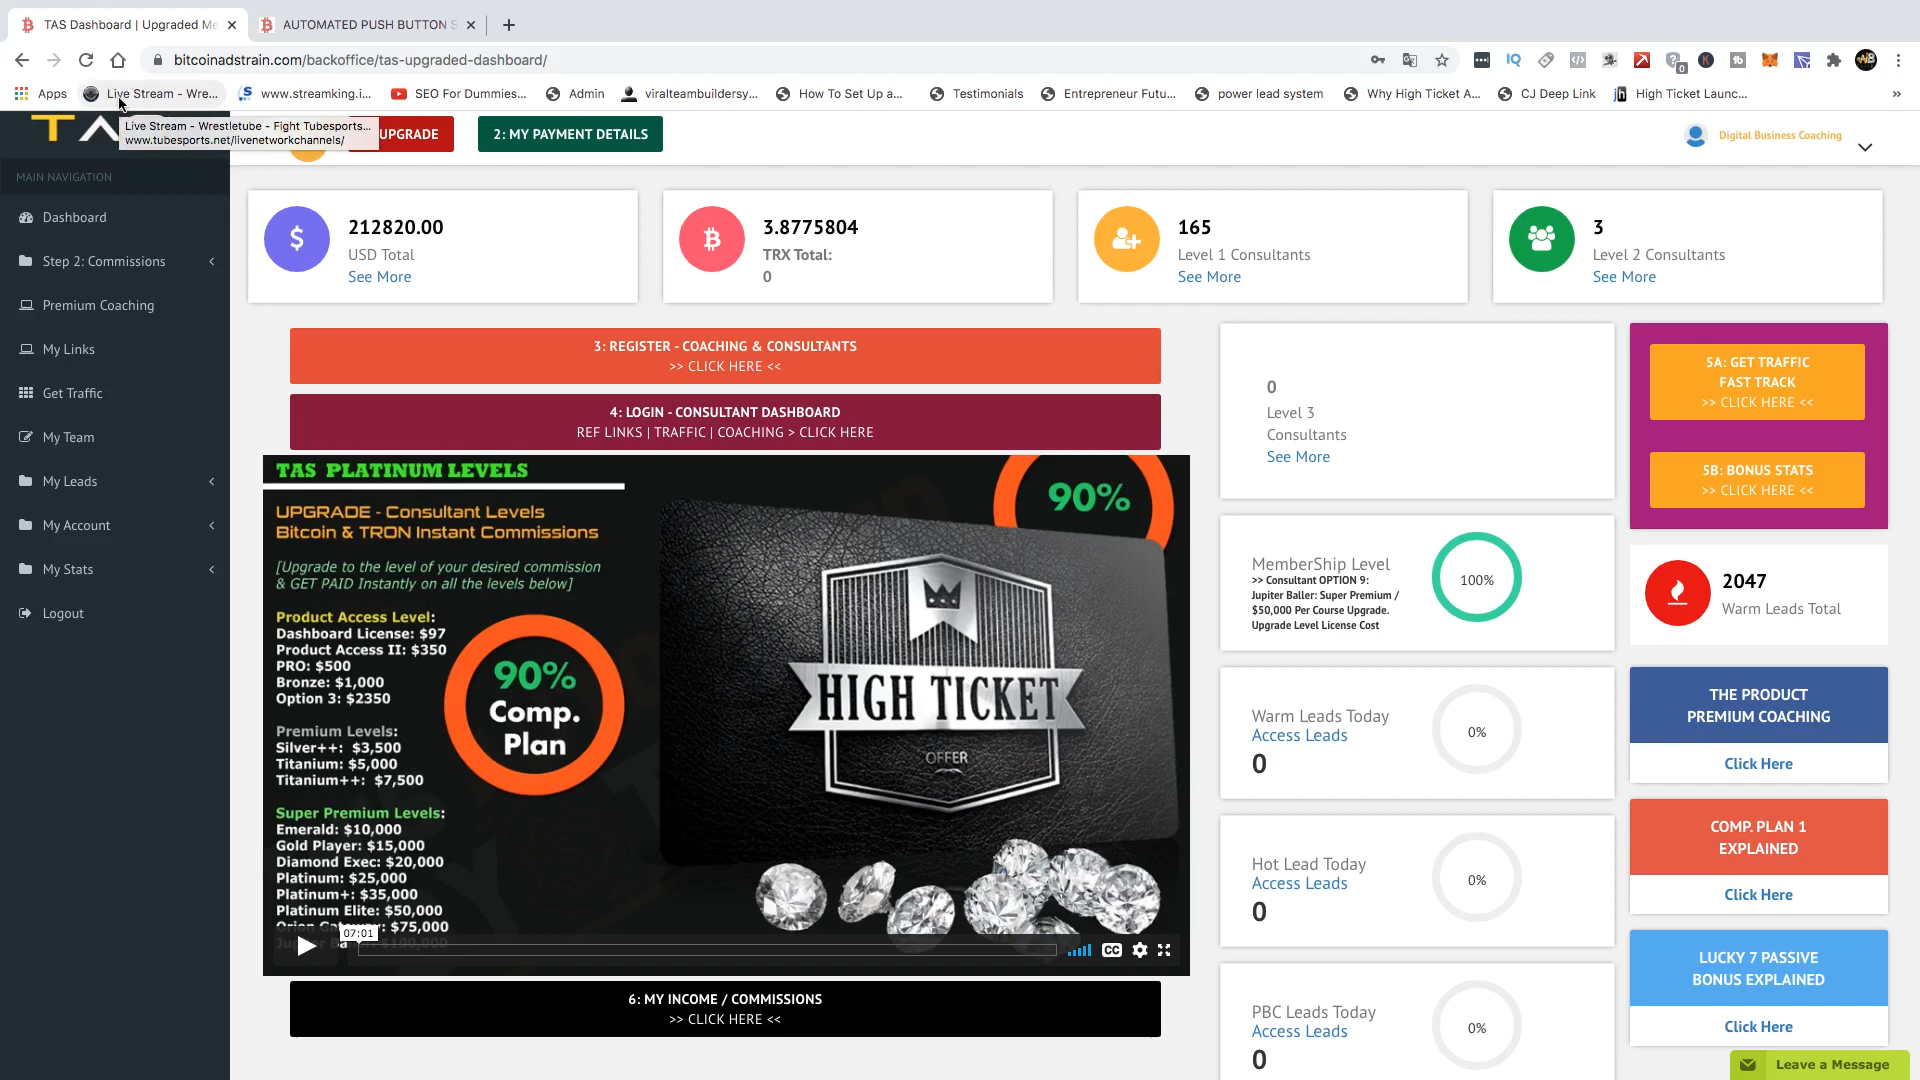 TAS Dashboard | Upgraded Me
AUTOMATED PUSH BUTTON S
bitcoinadstrain.com/backoffice/tas-upgraded-dashboard/
Apps
Live Stream - Wre...
www.streamking.i...
SEO For Dummies...
Admin
viralteambuildersy...
How To Set Up a...
Testimonials
Entrepreneur Futu...
power lead system
Why High Ticket A...
CJ Deep Link
High Ticket Launc...
Live Stream - Wrestletube - Fight Tubesports...
www.tubesports.net/livenetworkchannels/
UPGRADE
2: MY PAYMENT DETAILS
Digital Business Coaching
MAIN NAVIGATION
Dashboard
Step 2: Commissions
Premium Coaching
My Links
Get Traffic
My Team
My Leads
My Account
My Stats
Logout
212820.00
USD Total
See More
3.8775804
TRX Total:
0
165
Level 1 Consultants
See More
3
Level 2 Consultants
See More
3: REGISTER - COACHING & CONSULTANTS
>> CLICK HERE <<
4: LOGIN - CONSULTANT DASHBOARD
REF LINKS | TRAFFIC | COACHING > CLICK HERE
TAS PLATINUM LEVELS
UPGRADE - Consultant Levels
Bitcoin & TRON Instant Commissions
[Upgrade to the level of your desired commission
& GET PAID Instantly on all the levels below]
Product Access Level:
Dashboard License: $97
Product Access II: $350
PRO: $500
Bronze: $1,000
Option 3: $2350
Premium Levels:
Silver++: $3,500
Titanium: $5,000
Titanium++: $7,500
Super Premium Levels:
Emerald: $10,000
Gold Player: $15,000
Diamond Exec: $20,000
Platinum: $25,000
Platinum+: $35,000
Platinum Elite: $50,000
Orion Gateway: $75,000
Jupiter Baller: $100,000
90%
Comp.
Plan
90%
HIGH TICKET
OFFER
07:01
CC
6: MY INCOME / COMMISSIONS
>> CLICK HERE <<
0
Level 3
Consultants
See More
MemberShip Level
>> Consultant OPTION 9:
Jupiter Baller: Super Premium /
$50,000 Per Course Upgrade.
Upgrade Level License Cost
100%
Warm Leads Today
Access Leads
0
0%
Hot Lead Today
Access Leads
0
0%
PBC Leads Today
Access Leads
0
0%
5A: GET TRAFFIC
FAST TRACK
>> CLICK HERE <<
5B: BONUS STATS
>> CLICK HERE <<
2047
Warm Leads Total
THE PRODUCT
PREMIUM COACHING
Click Here
COMP. PLAN 1
EXPLAINED
Click Here
LUCKY 7 PASSIVE
BONUS EXPLAINED
Click Here
Leave a Message